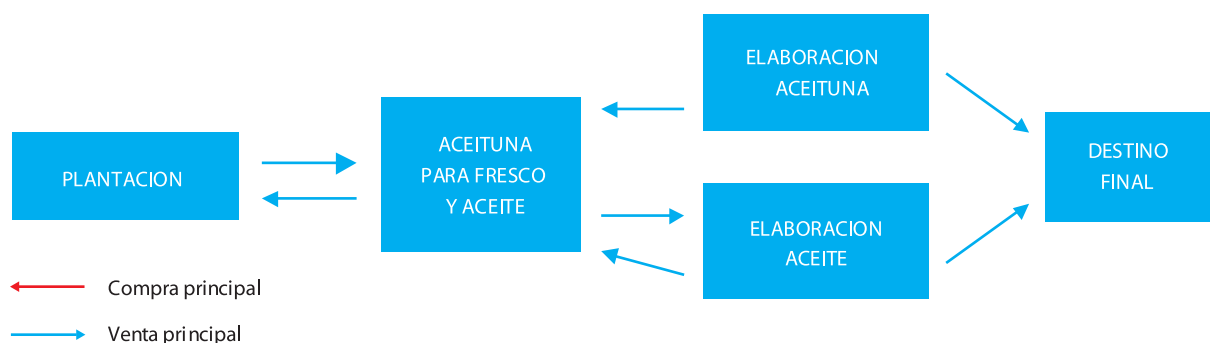 PLANTACION
ACEITUNA
PARA FRESCO
Y ACEITE
ELABORACION
ACEITUNA
ELABORACION
ACEITE
DESTINO
FINAL
Compra principal
Venta principal